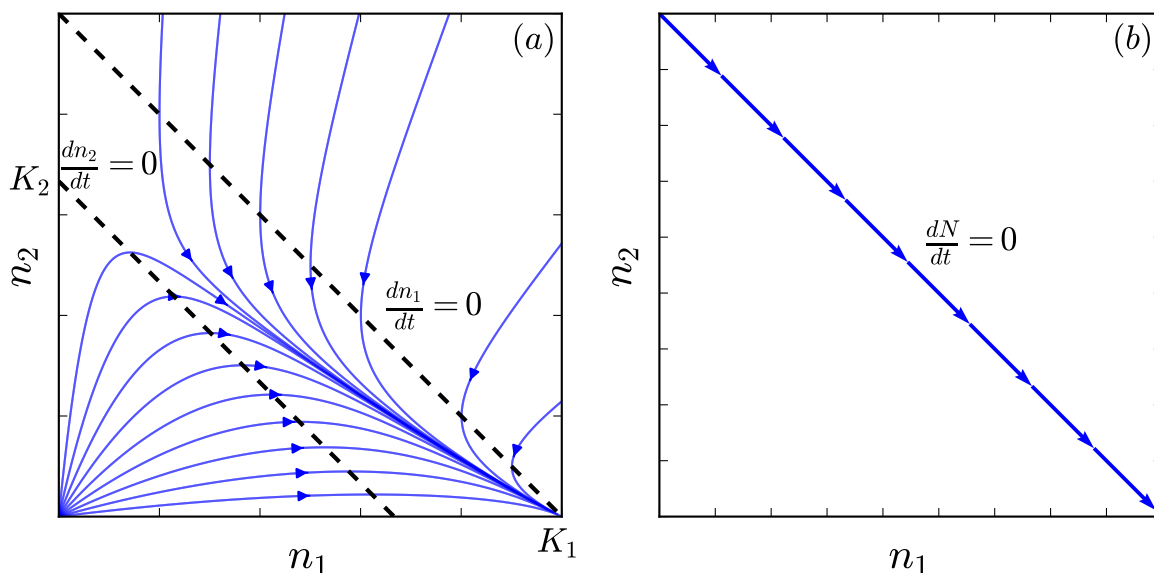 (a)
dn₂/dt = 0
K₂
n₂
dn₁/dt = 0
K₁
n₁
(b)
n₂
dN/dt = 0
n₁